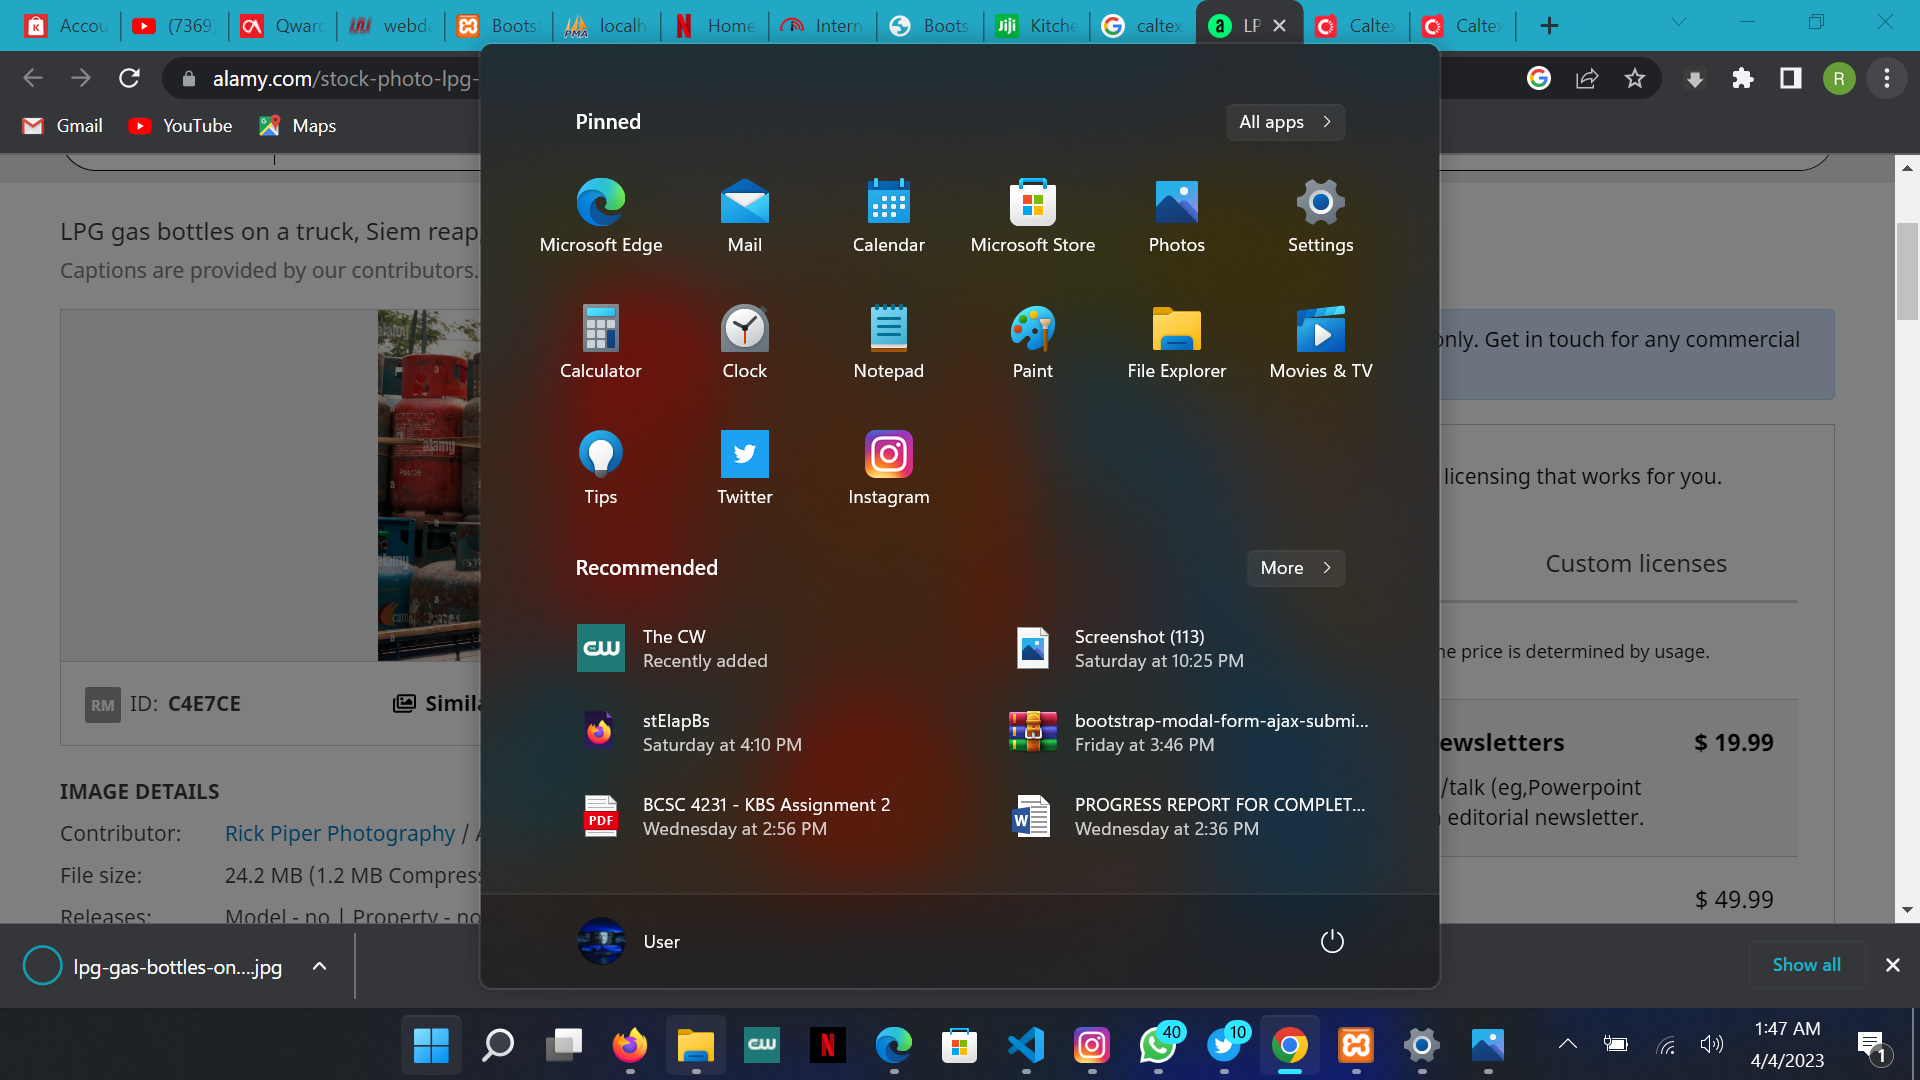 Accou
(7369)
Qwarc
webda
Boots
localh
Home
Intern
Boots
Jiji
Kitche
caltex
LP
Caltex
Caltex
alamy.com/stock-photo-lpg-
R
Gmail
YouTube
Maps
LPG gas bottles on a truck, Siem reap,
Captions are provided by our contributors.
only. Get in touch for any commercial
licensing that works for you.
Custom licenses
he price is determined by usage.
ewsletters
$ 19.99
/talk (eg,Powerpoint
editorial newsletter.
$ 49.99
alamy
RM
ID: C4E7CE
Simila
IMAGE DETAILS
Contributor:
Rick Piper Photography / A
File size:
24.2 MB (1.2 MB Compress
Releases:
Model - no | Property - no
Pinned
All apps
Microsoft Edge
Mail
Calendar
Microsoft Store
Photos
Settings
Calculator
Clock
Notepad
Paint
File Explorer
Movies & TV
Tips
Twitter
Instagram
Recommended
More
CW
The CW
Recently added
Screenshot (113)
Saturday at 10:25 PM
stElapBs
Saturday at 4:10 PM
bootstrap-modal-form-ajax-submi...
Friday at 3:46 PM
PDF
BCSC 4231 - KBS Assignment 2
Wednesday at 2:56 PM
W
PROGRESS REPORT FOR COMPLET...
Wednesday at 2:36 PM
User
lpg-gas-bottles-on....jpg
Show all
CW
N
40
10
1:47 AM
4/4/2023
1